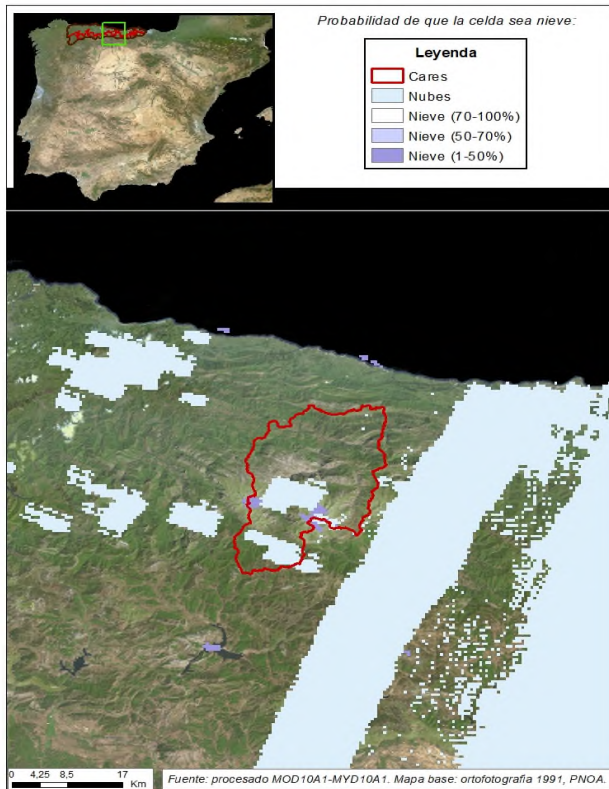 Probabilidad de que la celda sea nieve:
Leyenda
Cares
Nubes
Nieve (70-100%)
Nieve (50-70%)
Nieve (1-50%)
0 4,25 8,5 17
Km
Fuente: procesado MOD10A1-MYD10A1. Mapa base: ortofotografia 1991, PNOA.